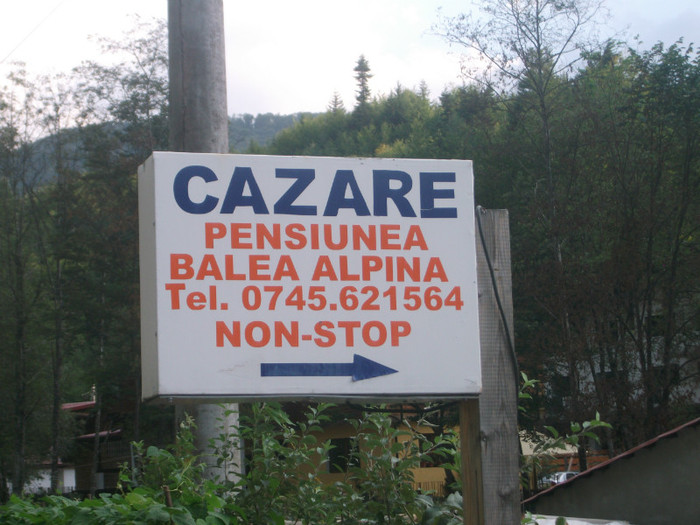 CAZARE
PENSIUNEA
BALEA ALPINA
Tel. 0745.621564
NON-STOP